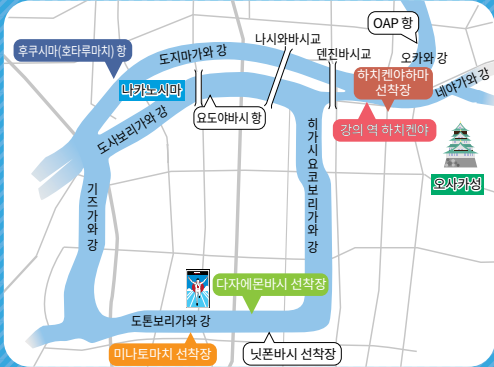 OAP 항
나시와바시교
후쿠시마(호타루마치) 항
도지마가와 강
덴진바시교
오카와 강
하치켄야하마
선착장
네야가와 강
나카노시마
요도야바시 항
도사보리가와 강
강의 역 하치켄야
히가시요코보리가와 강
오사카성
기즈가와 강
다자에몬바시 선착장
도톤보리가와 강
미나토마치 선착장
닛폰바시 선착장